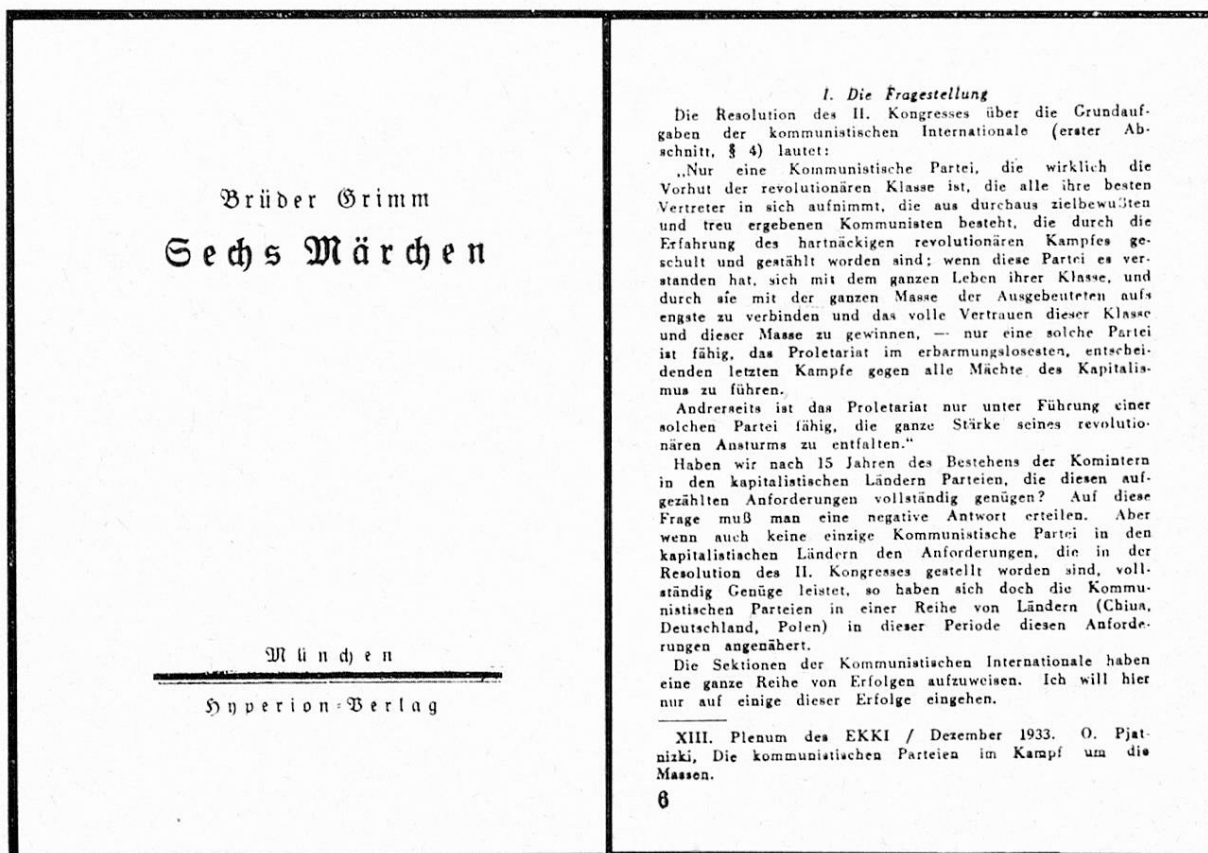 Brüder Grimm
Sechs Märchen
München
Hyperion-Verlag
I. Die Fragestellung
Die Resolution des II. Kongresses über die Grundauf-
gaben der kommunistischen Internationale (erster Ab-
schnitt, § 4) lautet:
„Nur eine Kommunistische Partei, die wirklich die
Vorhut der revolutionären Klasse ist, die alle ihre besten
Vertreter in sich aufnimmt, die aus durchaus zielbewußten
und treu ergebenen Kommunisten besteht, die durch die
Erfahrung des hartnäckigen revolutionären Kampfes ge-
schult und gestählt worden sind; wenn diese Partei es ver-
standen hat, sich mit dem ganzen Leben ihrer Klasse, und
durch sie mit der ganzen Masse der Ausgebeuteten aufs
engste zu verbinden und das volle Vertrauen dieser Klasse
und dieser Masse zu gewinnen, — nur eine solche Partei
ist fähig, das Proletariat im erbarmungslosesten, entschei-
denden letzten Kampfe gegen alle Mächte des Kapitalis-
mus zu führen.
Andrerseits ist das Proletariat nur unter Führung einer
solchen Partei fähig, die ganze Stärke seines revolutio-
nären Ansturms zu entfalten."
Haben wir nach 15 Jahren des Bestehens der Komintern
in den kapitalistischen Ländern Parteien, die diesen auf-
gezählten Anforderungen vollständig genügen? Auf diese
Frage muß man eine negative Antwort erteilen. Aber
wenn auch keine einzige Kommunistische Partei in den
kapitalistischen Ländern den Anforderungen, die in der
Resolution des II. Kongresses gestellt worden sind, voll-
ständig Genüge leistet, so haben sich doch die Kommu-
nistischen Parteien in einer Reihe von Ländern (China,
Deutschland, Polen) in dieser Periode diesen Anforde-
rungen angenähert.
Die Sektionen der Kommunistischen Internationale haben
eine ganze Reihe von Erfolgen aufzuweisen. Ich will hier
nur auf einige dieser Erfolge eingehen.
XIII. Plenum des EKKI / Dezember 1933. O. Pjat-
nizki, Die kommunistischen Parteien im Kampf um die
Massen.
6